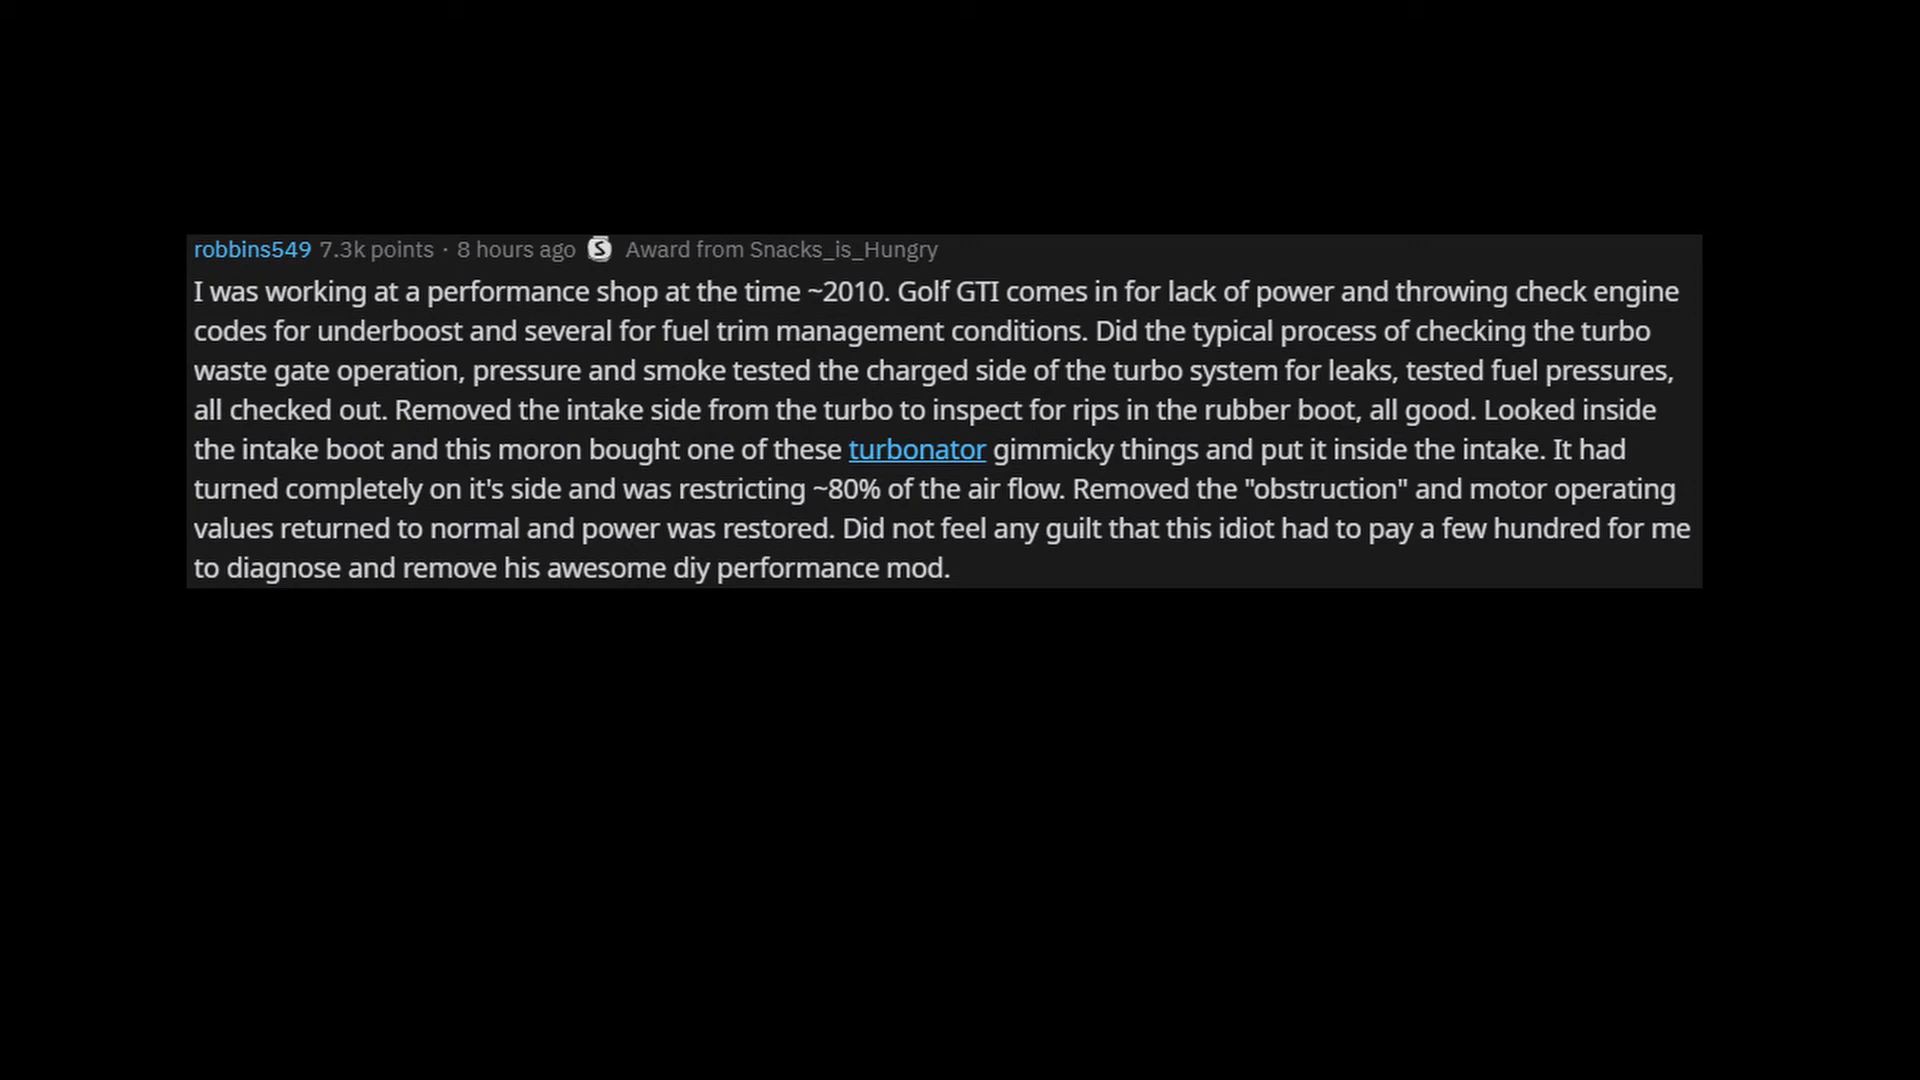 robbins549 7.3k points · 8 hours ago S Award from Snacks_is_Hungry
I was working at a performance shop at the time ~2010. Golf GTI comes in for lack of power and throwing check engine
codes for underboost and several for fuel trim management conditions. Did the typical process of checking the turbo
waste gate operation, pressure and smoke tested the charged side of the turbo system for leaks, tested fuel pressures,
all checked out. Removed the intake side from the turbo to inspect for rips in the rubber boot, all good. Looked inside
the intake boot and this moron bought one of these turbonator gimmicky things and put it inside the intake. It had
turned completely on it's side and was restricting ~80% of the air flow. Removed the "obstruction" and motor operating
values returned to normal and power was restored. Did not feel any guilt that this idiot had to pay a few hundred for me
to diagnose and remove his awesome diy performance mod.